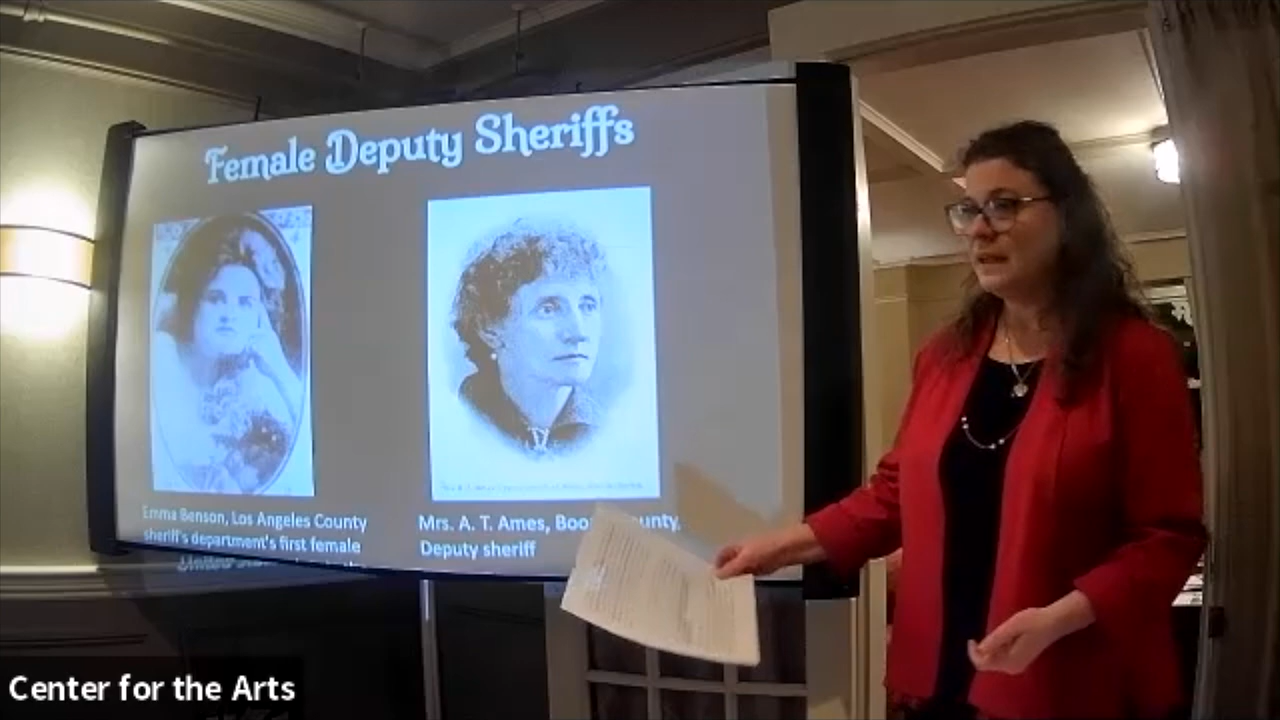 Female Deputy Sheriffs
Emma Benson, Los Angeles County
sheriff's department's first female
Mrs. A. T. Ames, Boo unty,
Deputy sheriff
Center for the Arts